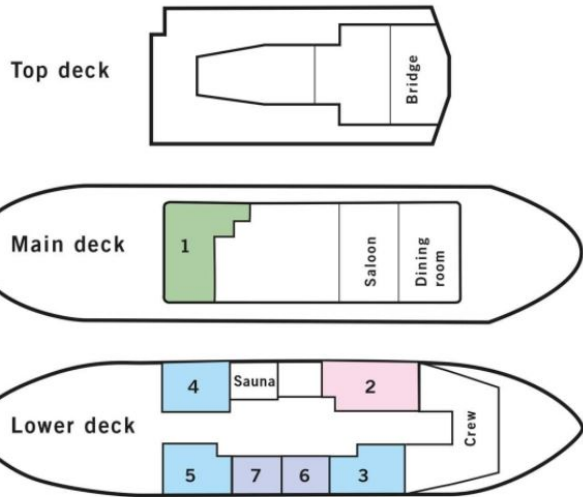 Top deck
Bridge
Main deck
1
Saloon
Dining
room
Lower deck
4
Sauna
2
Crew
5
7
6
3